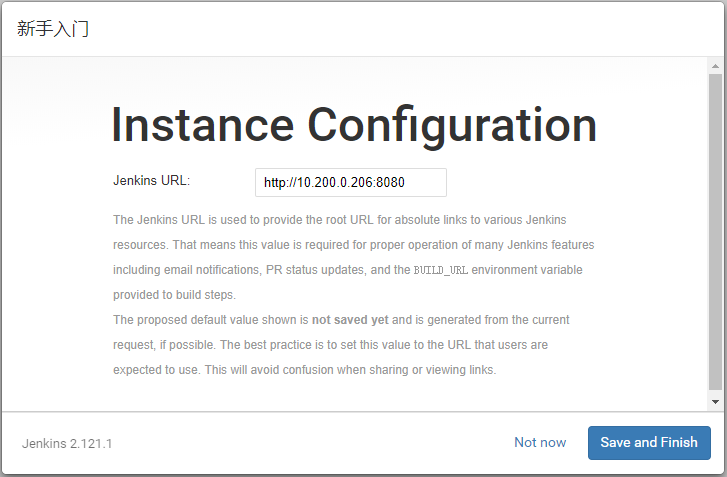 新手入门
Instance Configuration
Jenkins URL: http://10.200.0.206:8080
The Jenkins URL is used to provide the root URL for absolute links to various Jenkins
resources. That means this value is required for proper operation of many Jenkins features
including email notifications, PR status updates, and the BUILD_URL environment variable
provided to build steps.
The proposed default value shown is not saved yet and is generated from the current
request, if possible. The best practice is to set this value to the URL that users are
expected to use. This will avoid confusion when sharing or viewing links.
Jenkins 2.121.1 Not now Save and Finish